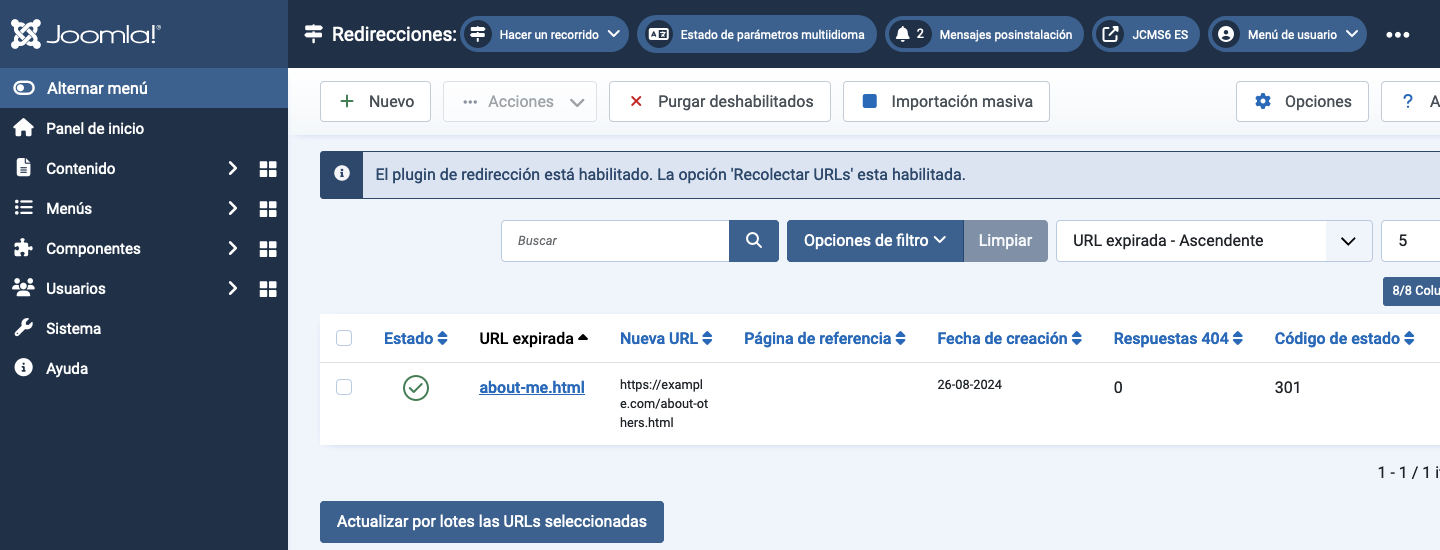 Joomla!®
Redirecciones:
Hacer un recorrido
Estado de parámetros multiidioma
2 Mensajes posinstalación
JCMS6 ES
Menú de usuario
Alternar menú
Panel de inicio
Contenido
Menús
Componentes
Usuarios
Sistema
Ayuda
Nuevo
Acciones
Purgar deshabilitados
Importación masiva
Opciones
? A
El plugin de redirección está habilitado. La opción 'Recolectar URLs' esta habilitada.
Buscar
Opciones de filtro
Limpiar
URL expirada - Ascendente
5
8/8 Colu
Estado URL expirada Nueva URL Página de referencia Fecha de creación Respuestas 404 Código de estado
about-me.html
https://exampl
e.com/about-ot
hers.html
26-08-2024
0
301
1 - 1 / 1 i
Actualizar por lotes las URLs seleccionadas